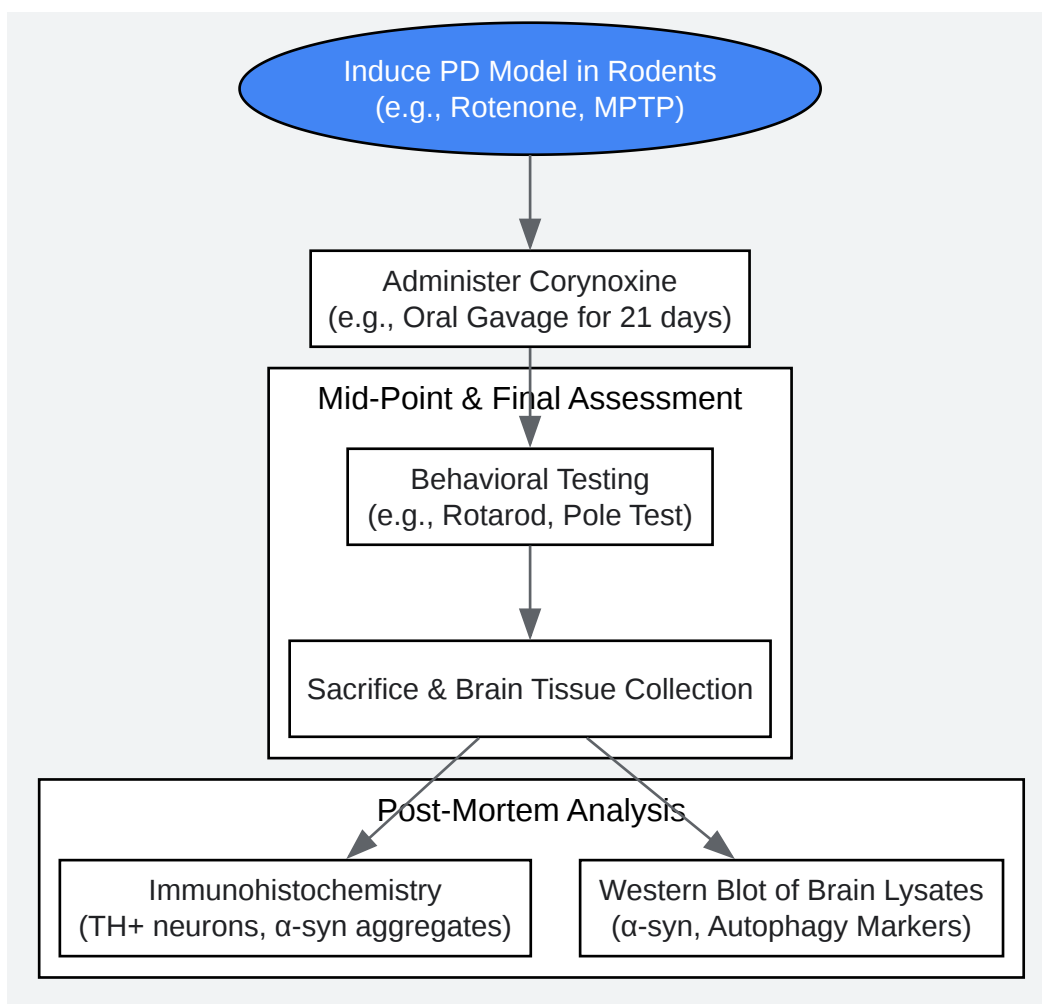 Induce PD Model in Rodents
(e.g., Rotenone, MPTP)
Administer Corynoxine
(e.g., Oral Gavage for 21 days)
Mid-Point & Final Assessment
Behavioral Testing
(e.g., Rotarod, Pole Test)
Sacrifice & Brain Tissue Collection
Post-Mortem Analysis
Immunohistochemistry
(TH+ neurons, α-syn aggregates)
Western Blot of Brain Lysates
(α-syn, Autophagy Markers)